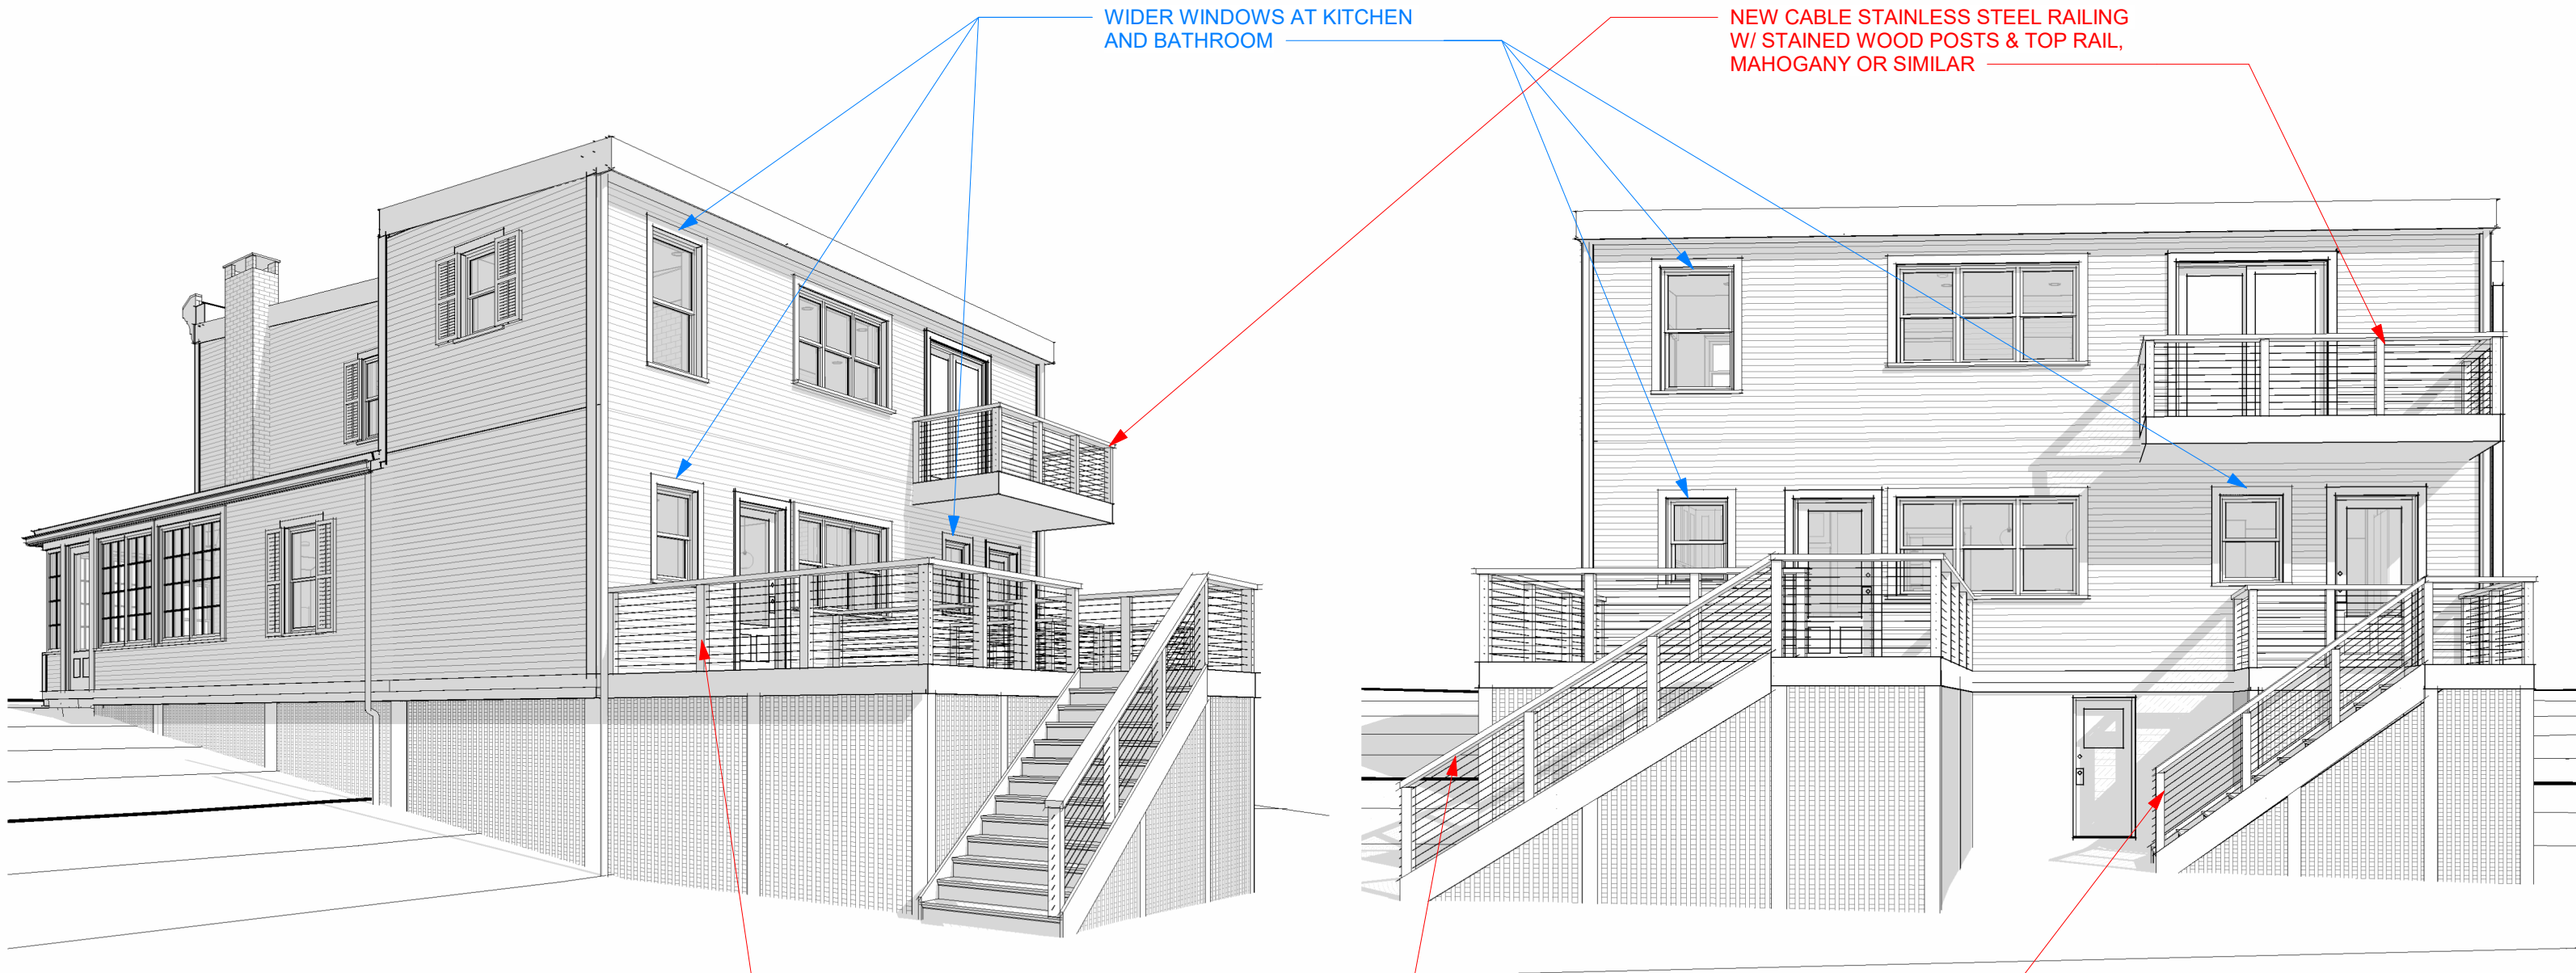 WIDER WINDOWS AT KITCHEN
AND BATHROOM
NEW CABLE STAINLESS STEEL RAILING
W/ STAINED WOOD POSTS & TOP RAIL,
MAHOGANY OR SIMILAR